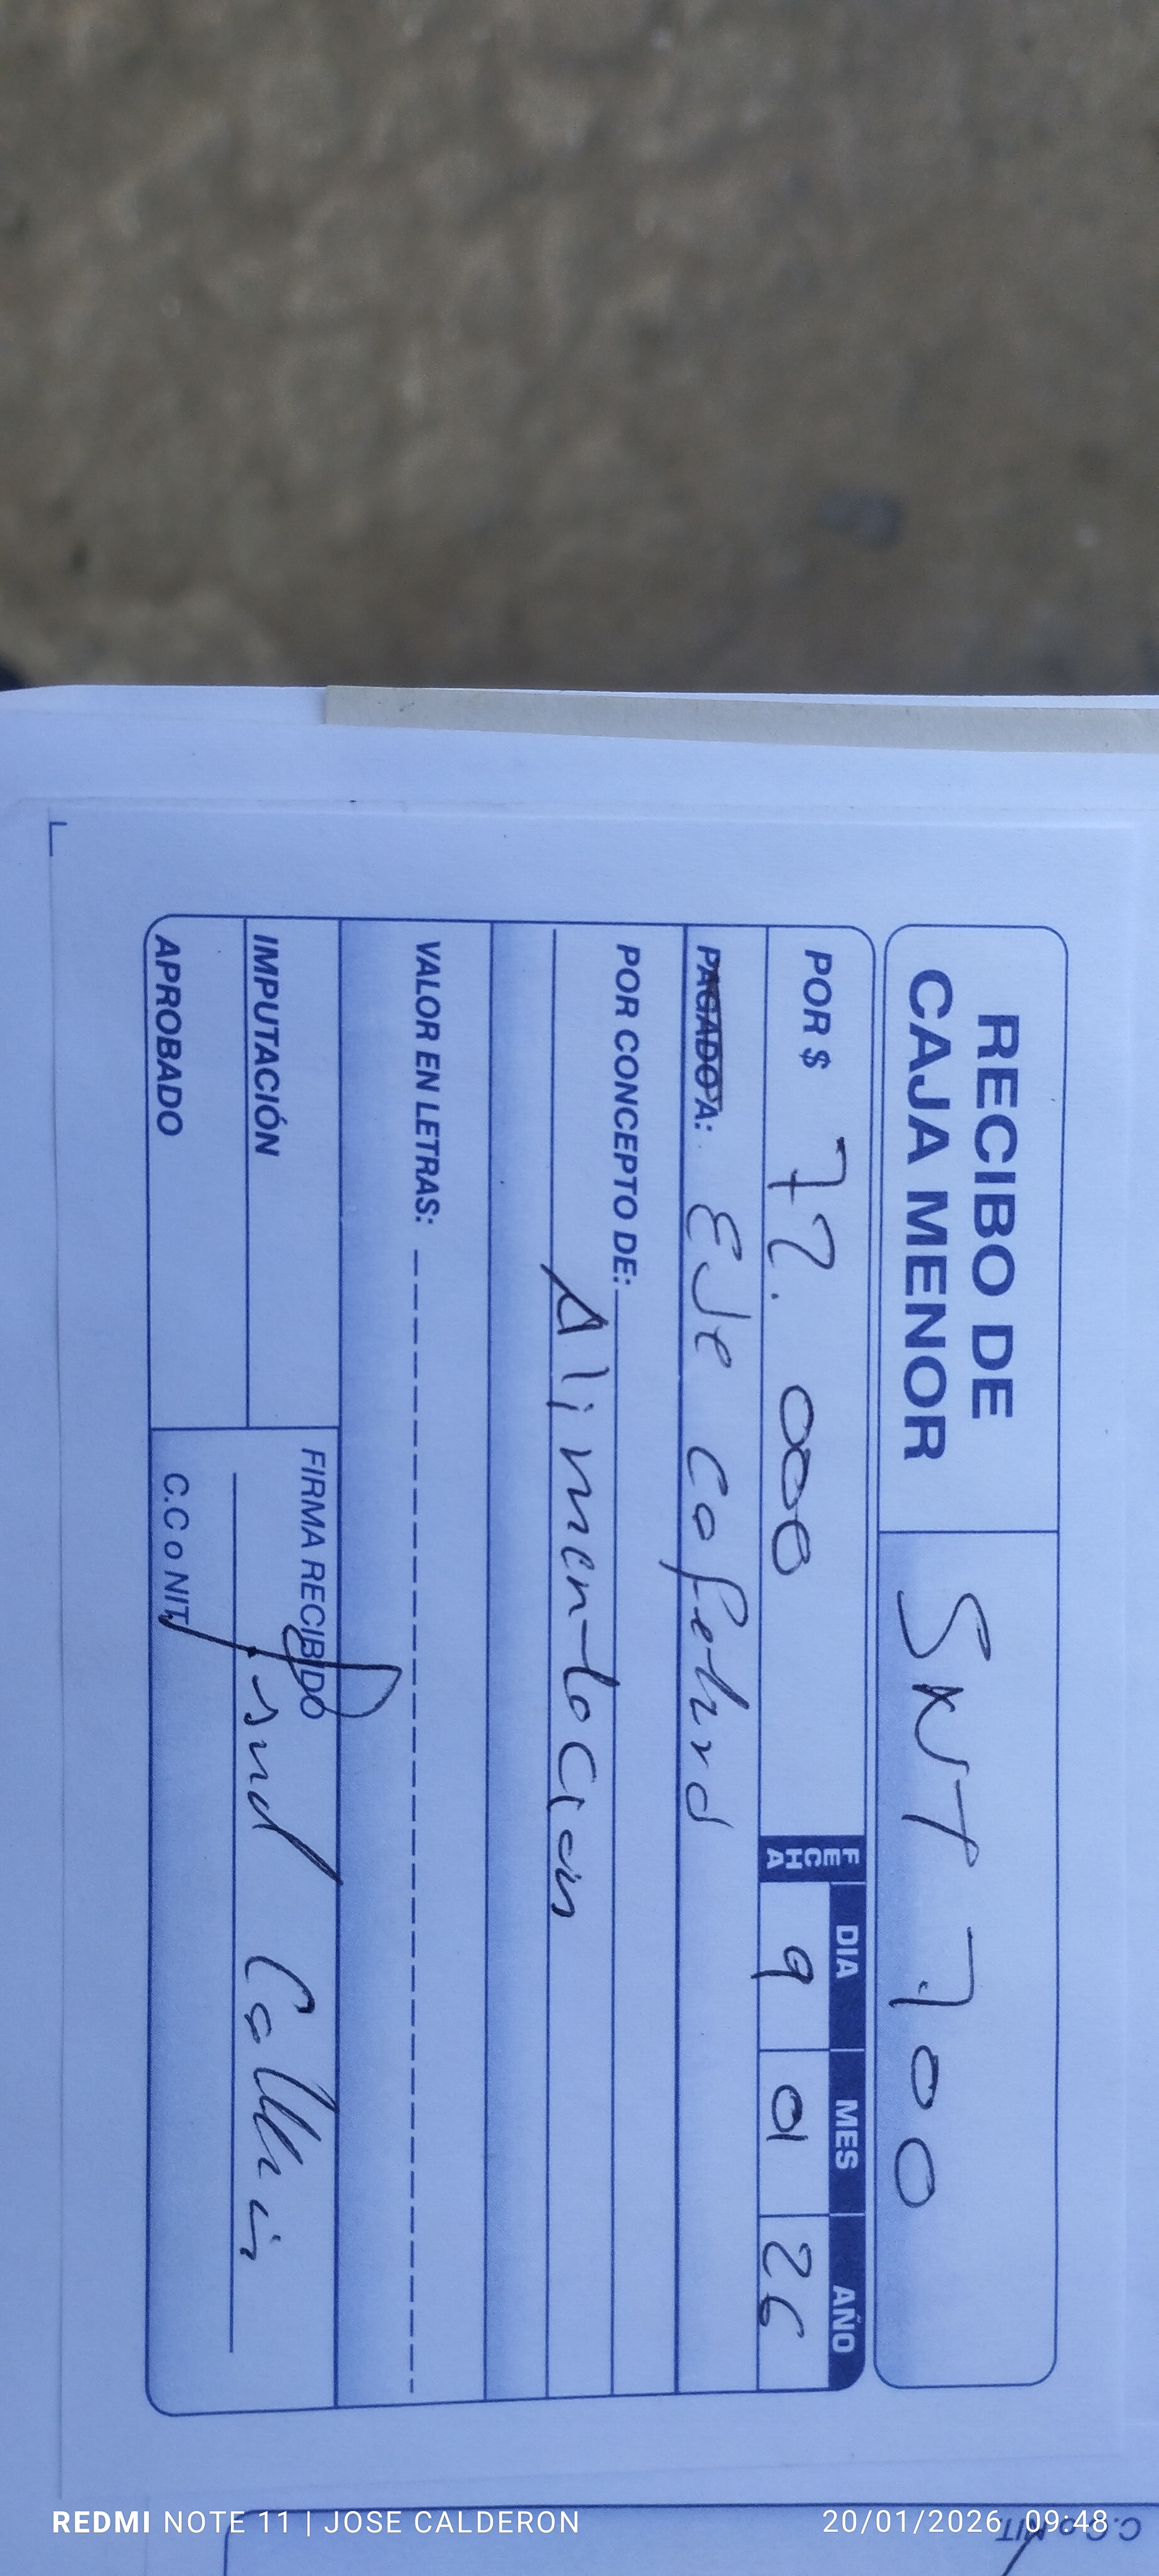 RECIBO DE
CAJA MENOR
SNT 700
POR $ 72.000
FECHA
DIA MES AÑO
9 01 26
PAGADO A: EJe Cafetero
POR CONCEPTO DE:
Alimentacion
VALOR EN LETRAS:
IMPUTACIÓN
FIRMA RECIBIDO
APROBADO
C.C o NIT
C.C o NIT
REDMI NOTE 11 | JOSE CALDERON
20/01/2026 09:48